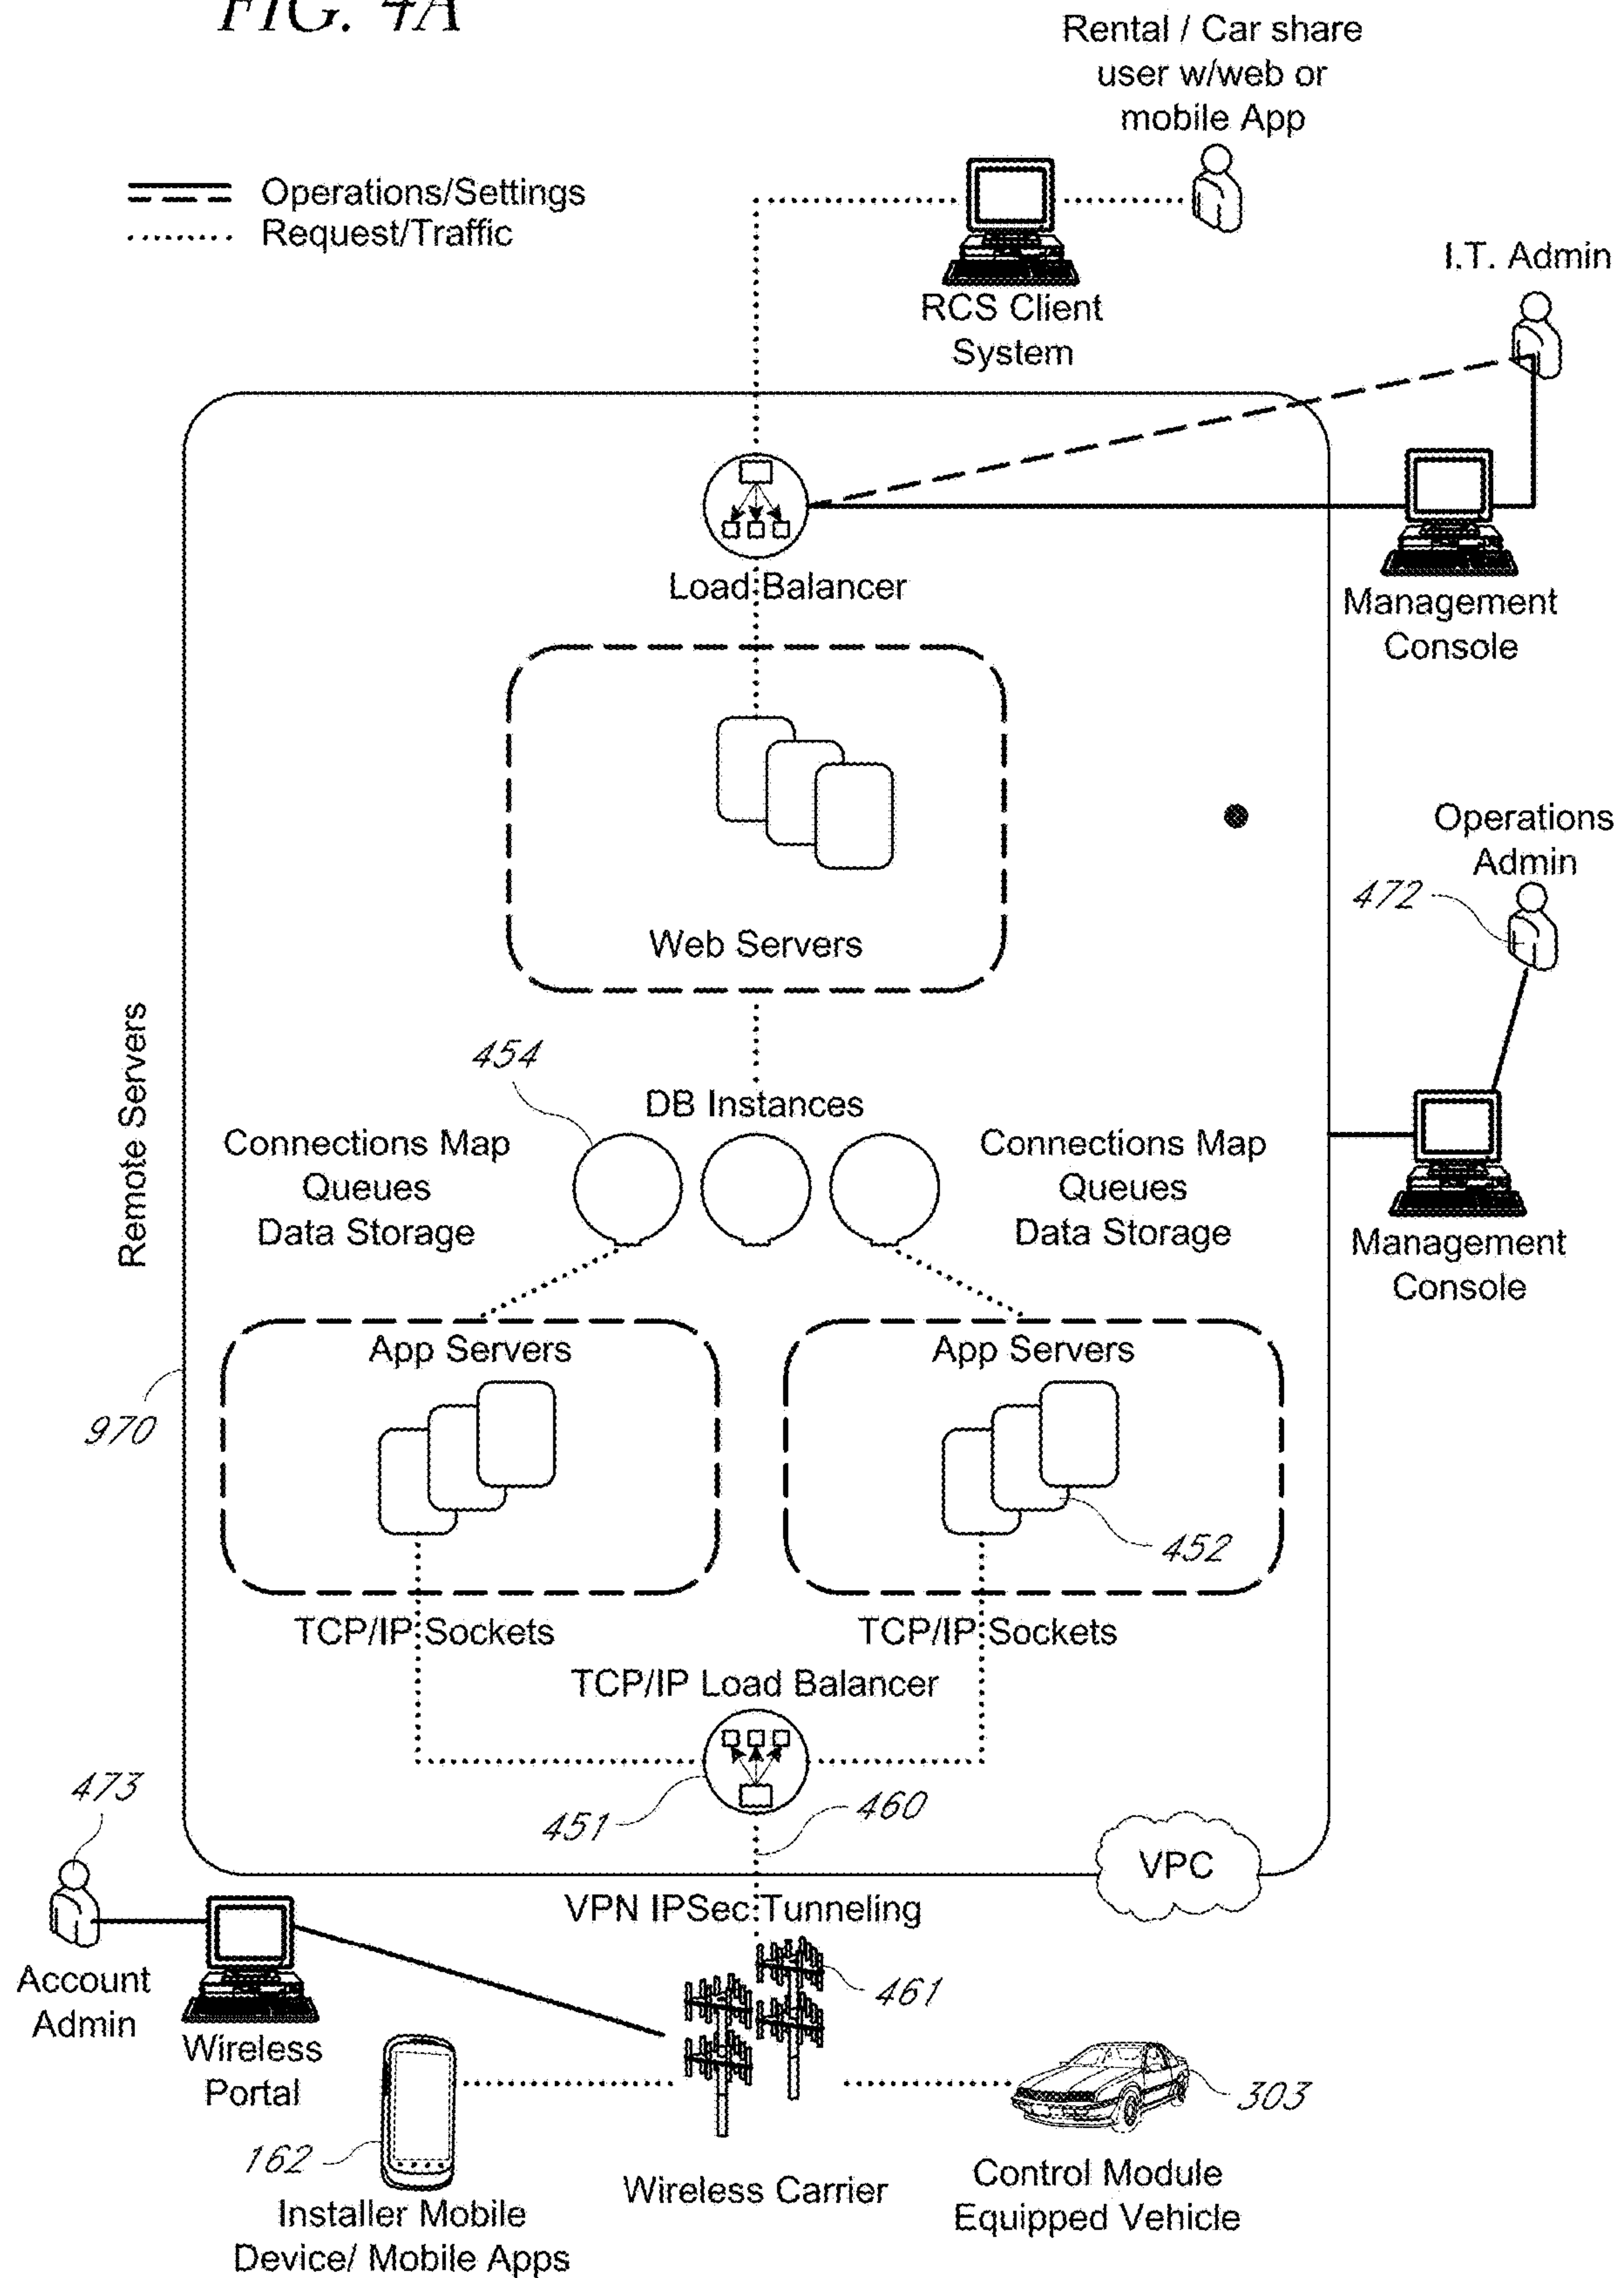 FIG. 4A
Rental / Car share
user w/web or
mobile App
Operations/Settings
Request/Traffic
RCS Client
System
I.T. Admin
Load Balancer
Management
Console
Web Servers
Operations
Admin
472
Remote Servers
454
DB Instances
Connections Map
Queues
Data Storage
Connections Map
Queues
Data Storage
Management
Console
App Servers
App Servers
970
452
TCP/IP Sockets
TCP/IP Sockets
TCP/IP Load Balancer
473
451
460
VPC
VPN IPSec Tunneling
Account
Admin
461
Wireless
Portal
303
162
Wireless Carrier
Control Module
Equipped Vehicle
Installer Mobile
Device/ Mobile Apps